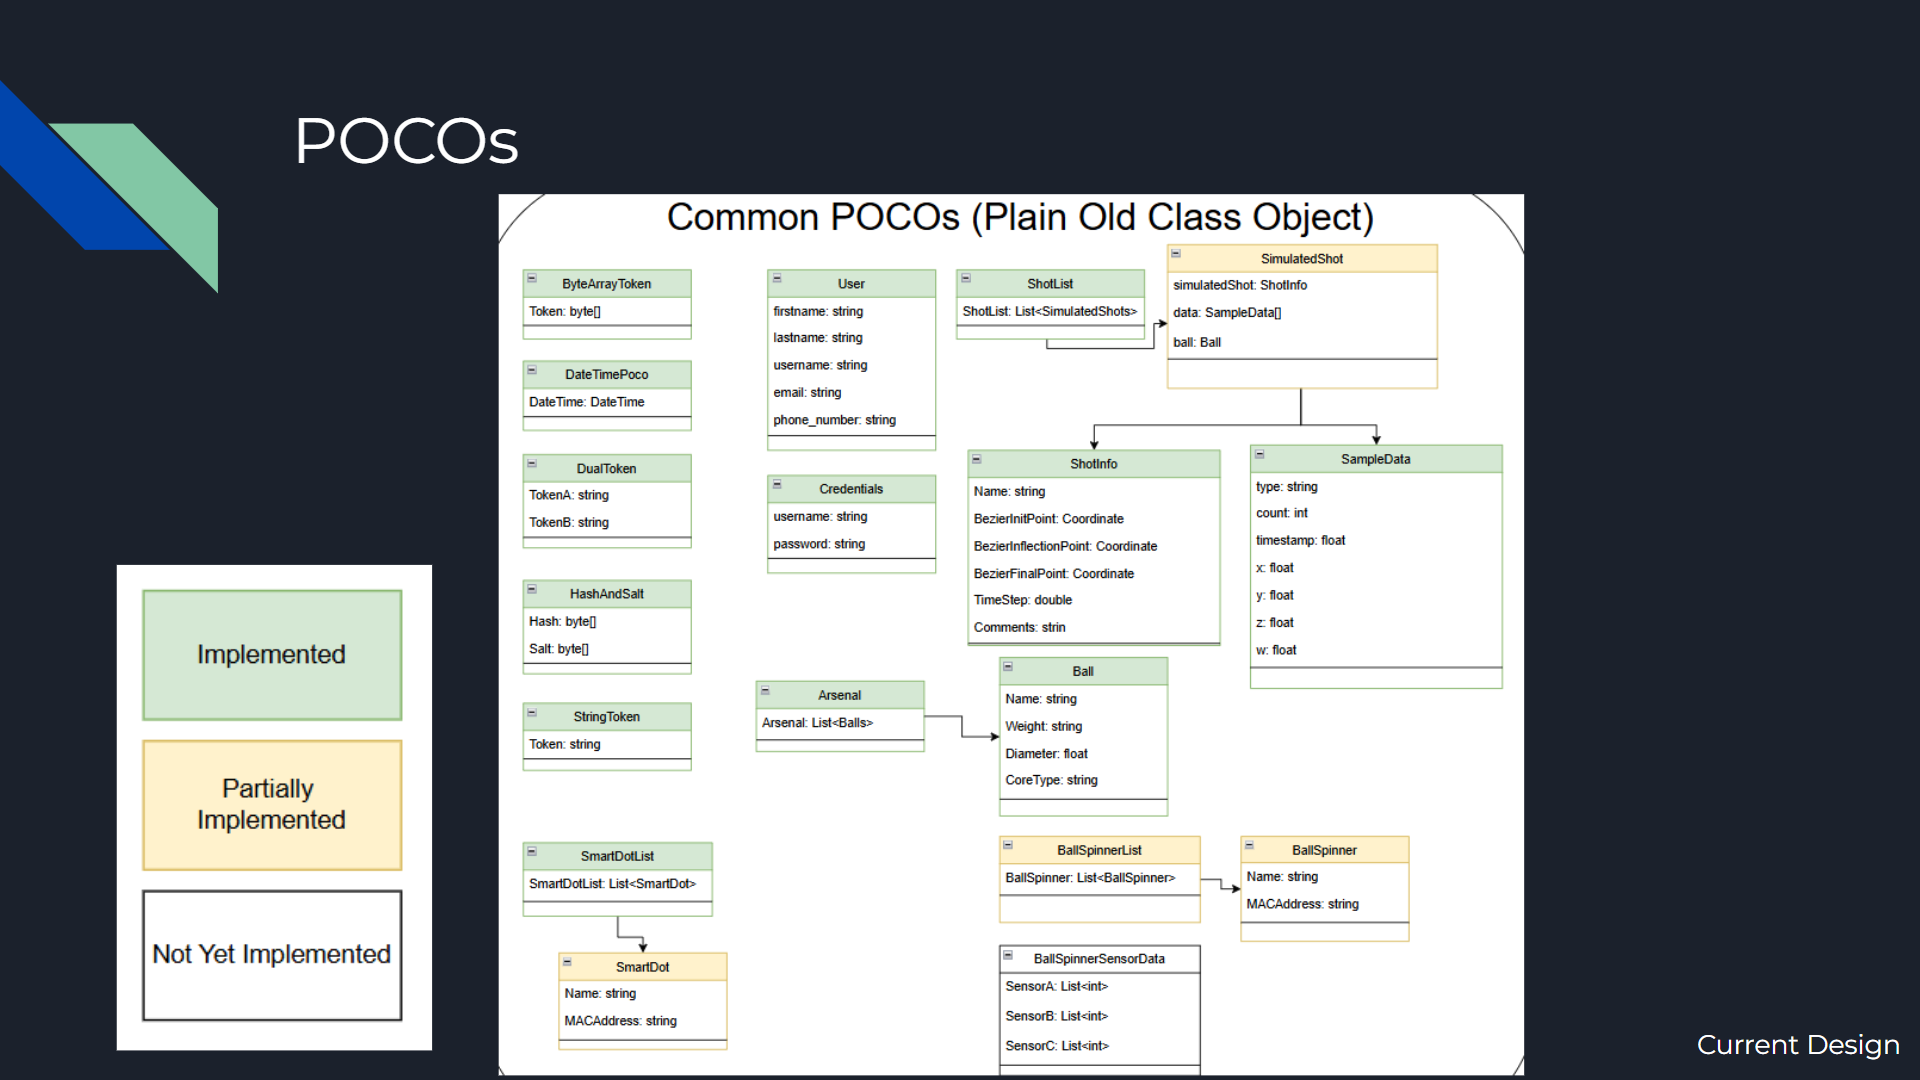 POCOs
Common POCOs (Plain Old Class Object)
ByteArrayToken
Token: byte[]
DateTimePoco
DateTime: DateTime
DualToken
TokenA: string
TokenB: string
HashAndSalt
Hash: byte[]
Salt: byte[]
StringToken
Token: string
SmartDotList
SmartDotList: List<SmartDot>
SmartDot
Name: string
MACAddress: string
User
firstname: string
lastname: string
username: string
email: string
phone_number: string
Credentials
username: string
password: string
Arsenal
Arsenal: List<Balls>
ShotList
ShotList: List<SimulatedShots>
SimulatedShot
simulatedShot: ShotInfo
data: SampleData[]
ball: Ball
ShotInfo
Name: string
BezierInitPoint: Coordinate
BezierInflectionPoint: Coordinate
BezierFinalPoint: Coordinate
TimeStep: double
Comments: strin
SampleData
type: string
count: int
timestamp: float
x: float
y: float
z: float
w: float
Ball
Name: string
Weight: string
Diameter: float
CoreType: string
BallSpinnerList
BallSpinner: List<BallSpinner>
BallSpinner
Name: string
MACAddress: string
BallSpinnerSensorData
SensorA: List<int>
SensorB: List<int>
SensorC: List<int>
Implemented
Partially
Implemented
Not Yet Implemented
Current Design